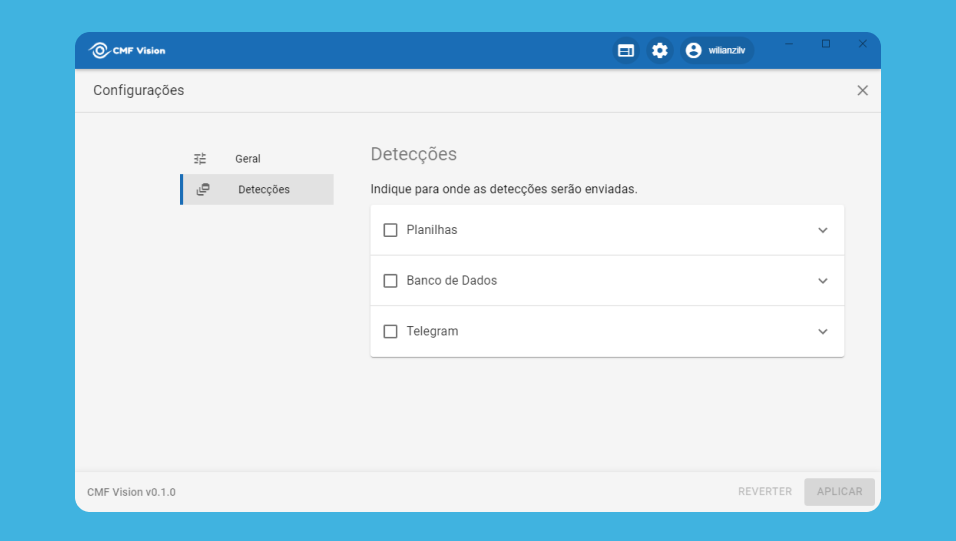 CMF Vision
wilianzilv
Configurações
Geral
Detecções
Detecções
Indique para onde as detecções serão enviadas.
Planilhas
Banco de Dados
Telegram
CMF Vision v0.1.0
REVERTER
APLICAR